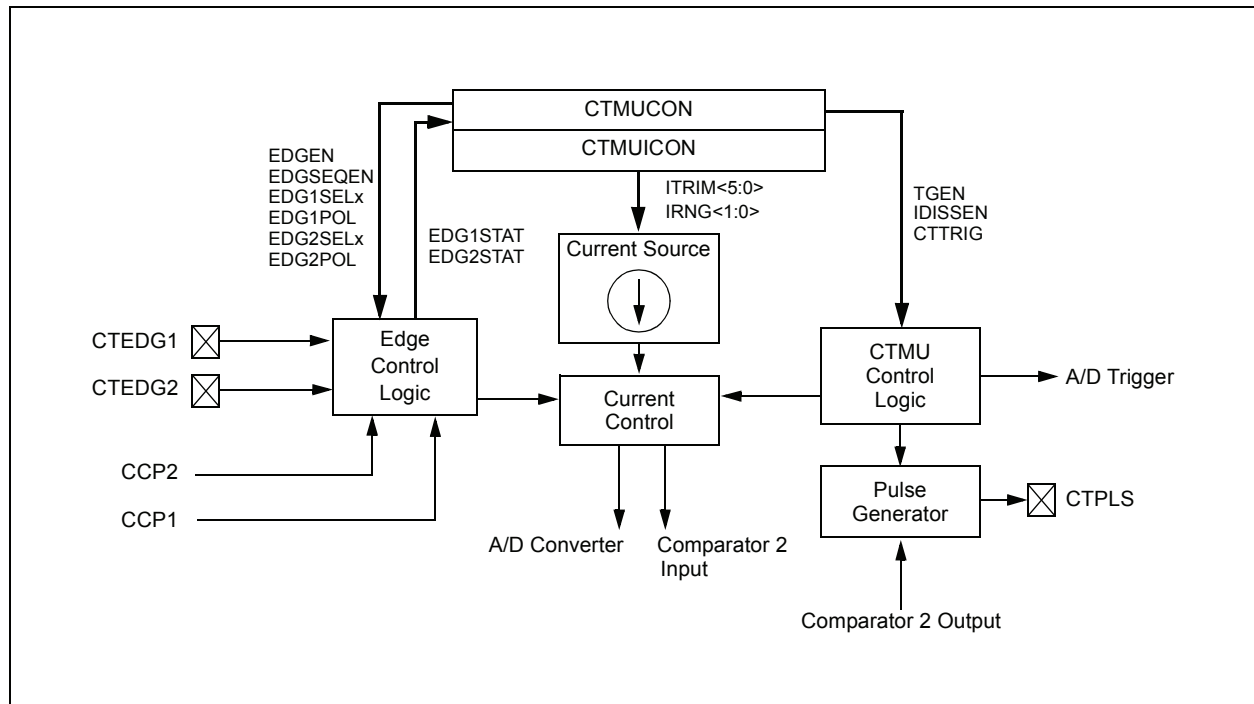 CTMUCON
CTMUICON
EDGEN
EDGSEQEN
EDG1SELx
EDG1POL
EDG2SELx
EDG2POL
EDG1STAT
EDG2STAT
ITRIM<5:0>
IRNG<1:0>
TGEN
IDISSEN
CTTRIG
Current Source
CTEDG1
CTEDG2
Edge
Control
Logic
Current
Control
CTMU
Control
Logic
A/D Trigger
CCP2
CCP1
Pulse
Generator
CTPLS
A/D Converter
Comparator 2
Input
Comparator 2 Output